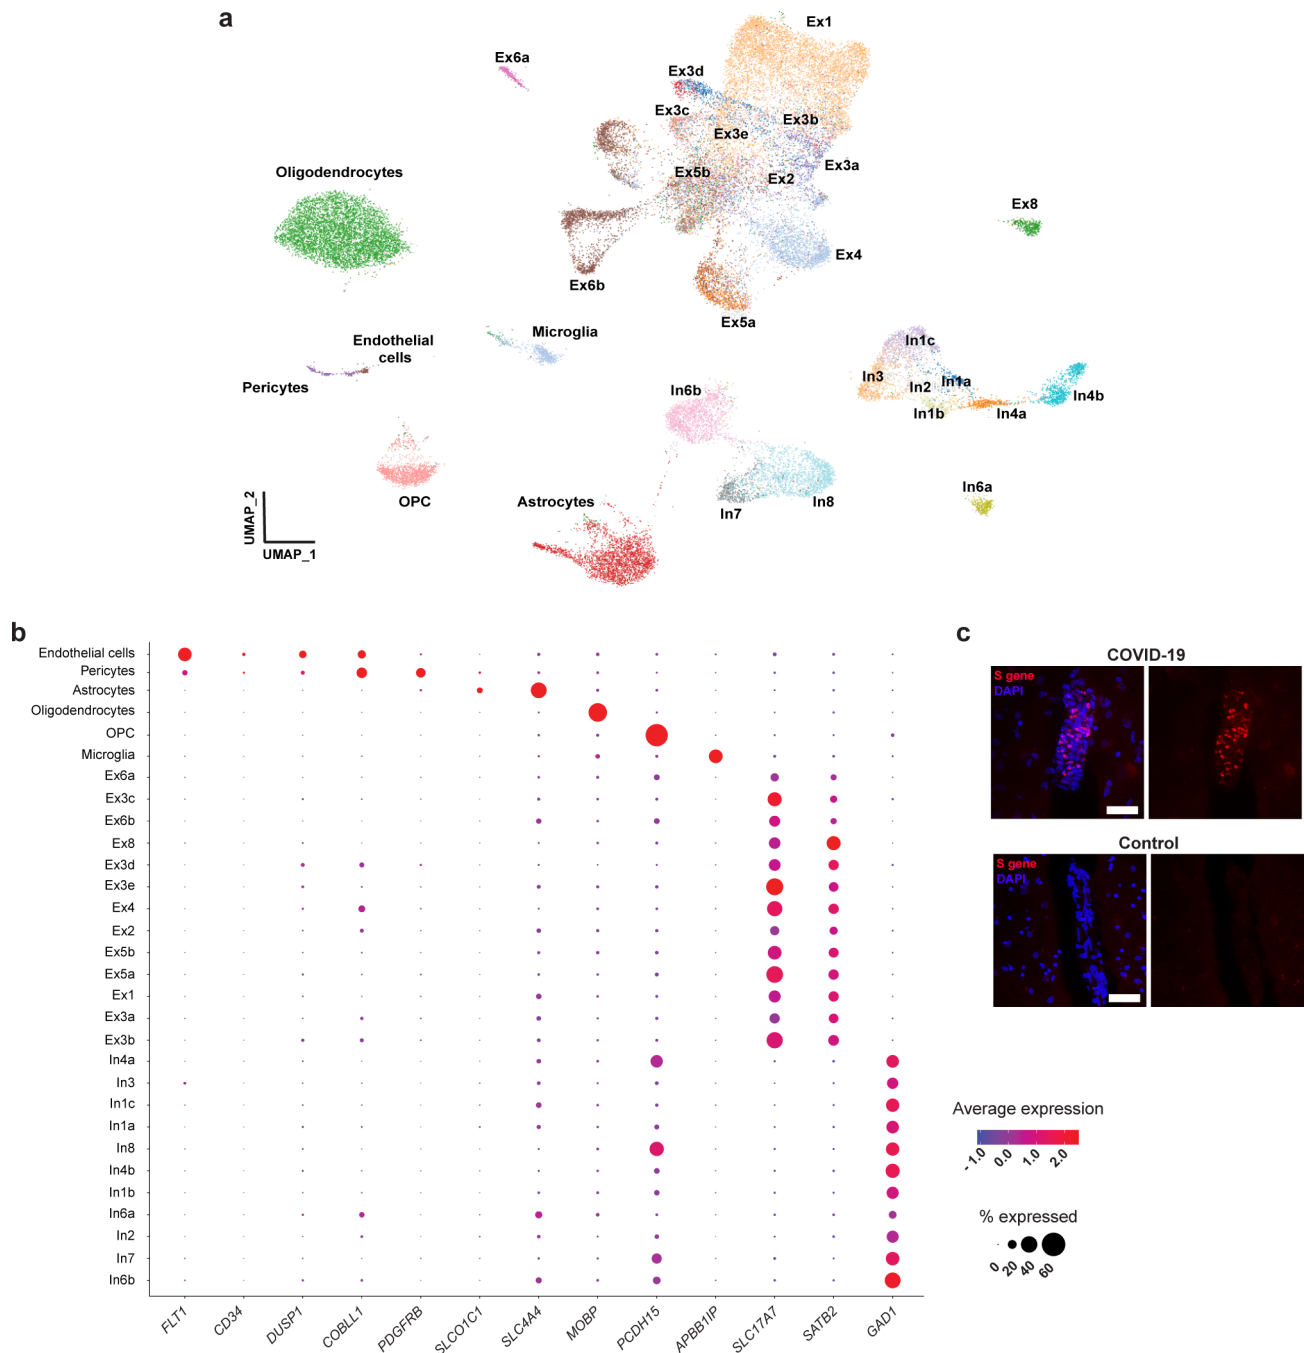 a
Ex1
Ex6a
Ex3d
Ex3c
Ex3b
Ex3e
Ex3a
Ex5b
Ex2
Oligodendrocytes
Ex8
Ex4
Ex6b
Ex5a
Microglia
Endothelial
cells
Pericytes
In1c
In3
In1a
In2
In1b
In4a
In4b
In6b
OPC
Astrocytes
In7
In8
In6a
UMAP_2
UMAP_1
b
Endothelial cells
Pericytes
Astrocytes
Oligodendrocytes
OPC
Microglia
Ex6a
Ex3c
Ex6b
Ex8
Ex3d
Ex3e
Ex4
Ex2
Ex5b
Ex5a
Ex1
Ex3a
Ex3b
In4a
In3
In1c
In1a
In8
In4b
In1b
In6a
In2
In7
In6b
FLT1
CD34
DUSP1
COBLL1
PDGFRB
SLCO1C1
SLC4A4
MOBP
PCDH15
APBB1IP
SLC17A7
SATB2
GAD1
c
COVID-19
S gene
DAPI
Control
S gene
DAPI
Average expression
-1.0 0.0 1.0 2.0
% expressed
0 20 40 60